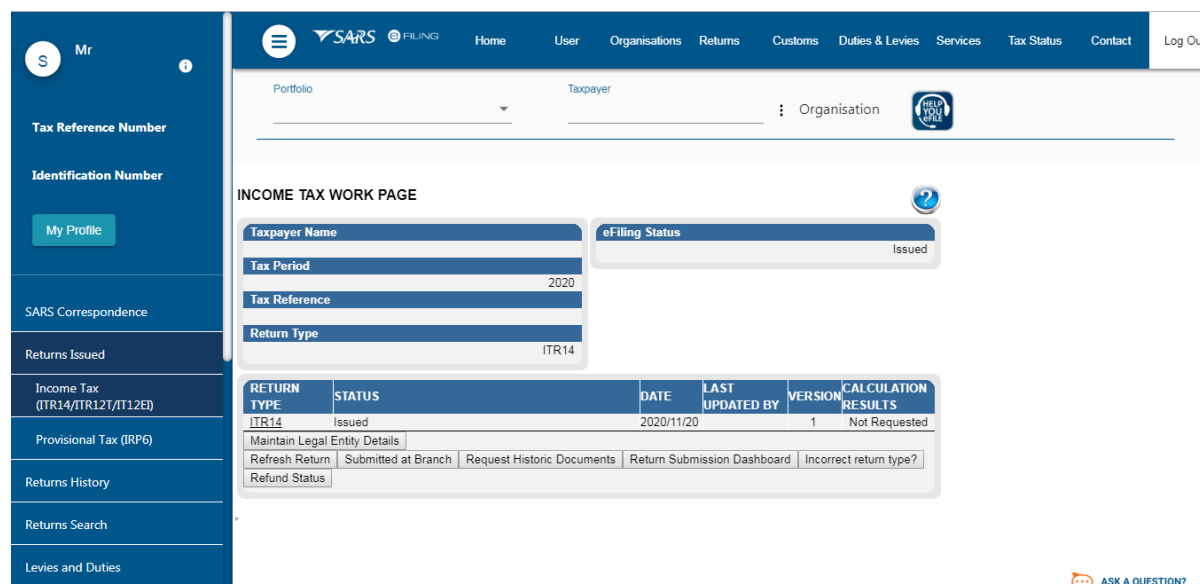 S
Mr
Tax Reference Number
Identification Number
My Profile
SARS Correspondence
Returns Issued
Income Tax
(ITR14/ITR12T/IT12EI)
Provisional Tax (IRP6)
Returns History
Returns Search
Levies and Duties
SARS eFILING Home User Organisations Returns Customs Duties & Levies Services Tax Status Contact Log Ou
Portfolio Taxpayer
Organisation
HELP
YOU
eFILE
INCOME TAX WORK PAGE
?
Taxpayer Name
Tax Period
2020
Tax Reference
Return Type
ITR14
eFiling Status
Issued
RETURN TYPE STATUS DATE LAST UPDATED BY VERSION CALCULATION RESULTS
ITR14 Issued 2020/11/20 1 Not Requested
Maintain Legal Entity Details
Refresh Return Submitted at Branch Request Historic Documents Return Submission Dashboard Incorrect return type?
Refund Status
ASK A QUESTION?